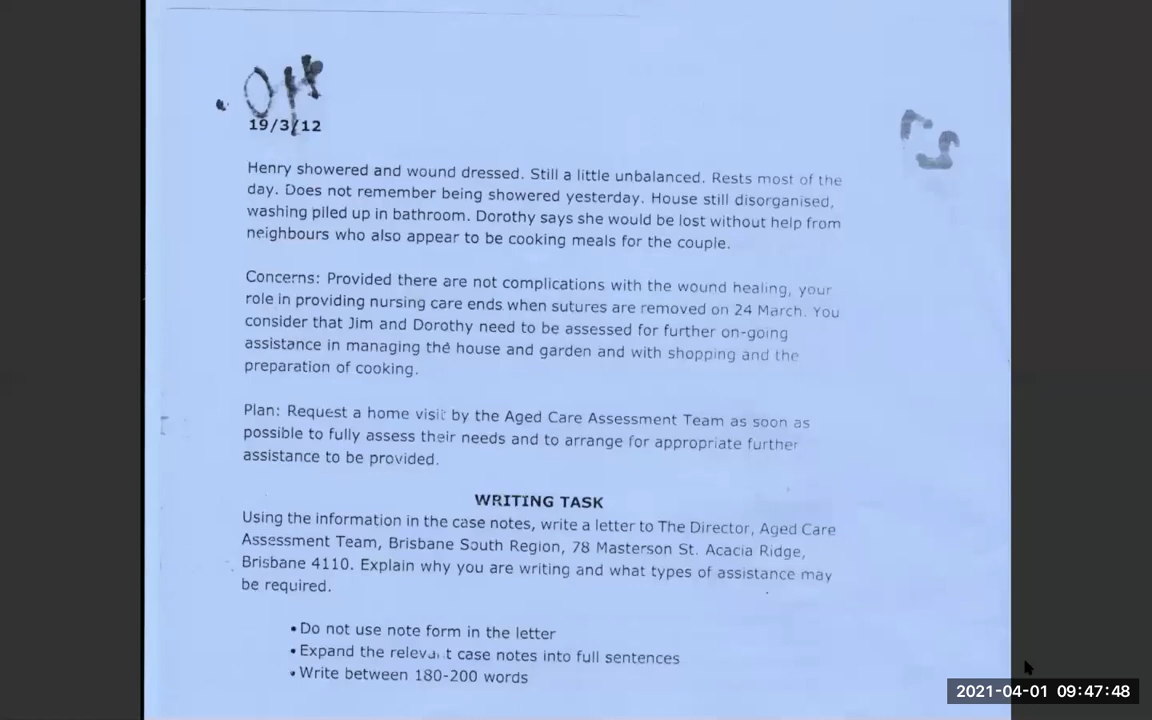 19/3/12
Henry showered and wound dressed. Still a little unbalanced. Rests most of the
day. Does not remember being showered yesterday. House still disorganised,
washing piled up in bathroom. Dorothy says she would be lost without help from
neighbours who also appear to be cooking meals for the couple.
Concerns: Provided there are not complications with the wound healing, your
role in providing nursing care ends when sutures are removed on 24 March. You
consider that Jim and Dorothy need to be assessed for further on-going
assistance in managing the house and garden and with shopping and the
preparation of cooking.
Plan: Request a home visit by the Aged Care Assessment Team as soon as
possible to fully assess their needs and to arrange for appropriate further
assistance to be provided.
WRITING TASK
Using the information in the case notes, write a letter to The Director, Aged Care
Assessment Team, Brisbane South Region, 78 Masterson St. Acacia Ridge,
Brisbane 4110. Explain why you are writing and what types of assistance may
be required.
• Do not use note form in the letter
• Expand the relevant case notes into full sentences
• Write between 180-200 words
2021-04-01 09:47:48